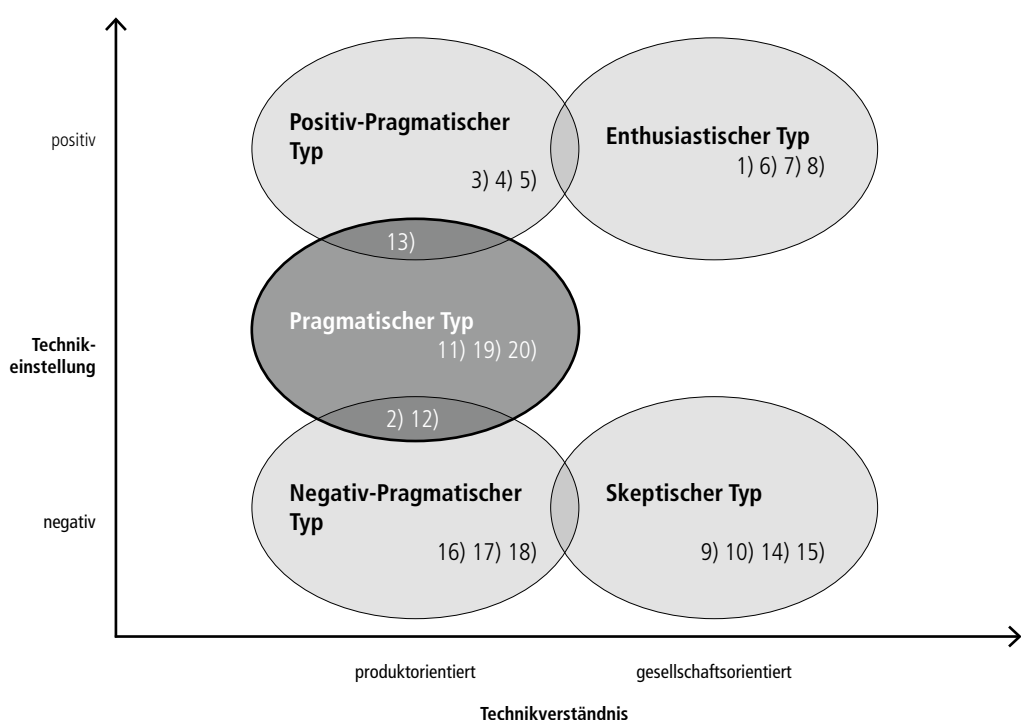 positiv
Positiv-Pragmatischer
Typ
3) 4) 5)
Enthusiastischer Typ
1) 6) 7) 8)
13)
Technik-
einstellung
Pragmatischer Typ
11) 19) 20)
2) 12)
negativ
Negativ-Pragmatischer
Typ
16) 17) 18)
Skeptischer Typ
9) 10) 14) 15)
produktorientiert
gesellschaftsorientiert
Technikverständnis